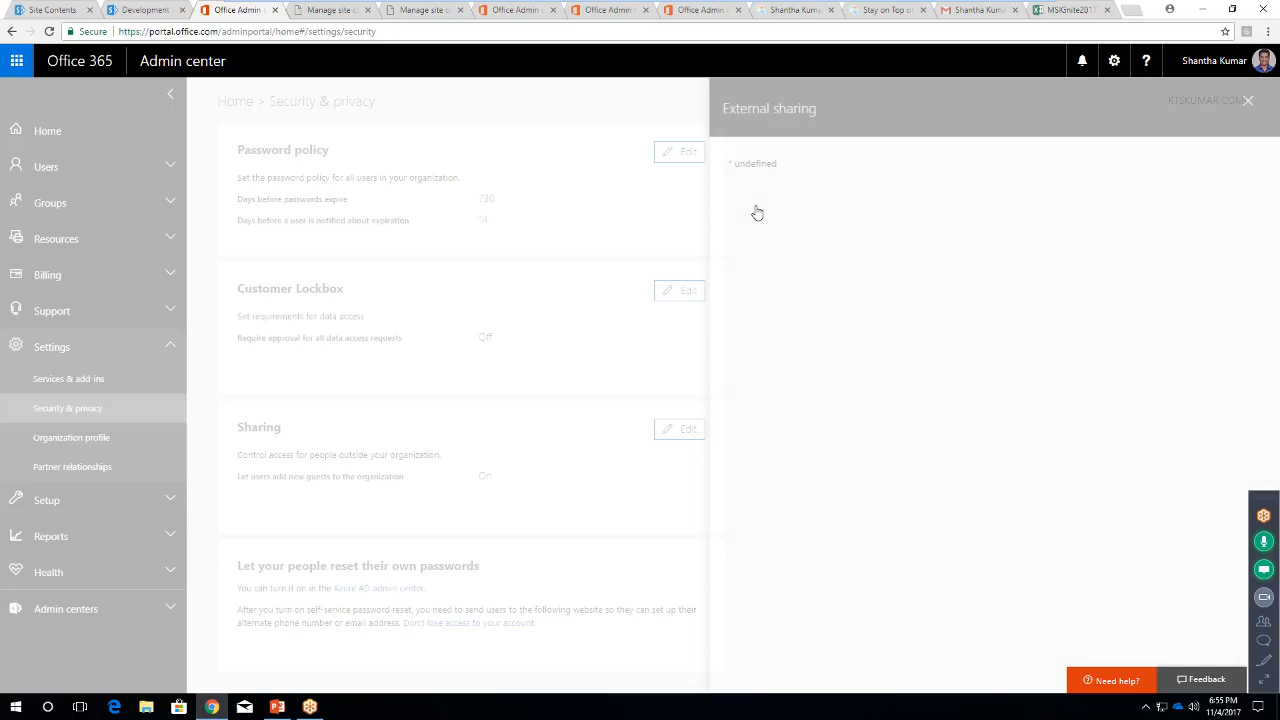 Site Contents
Development
Office Admin c
Manage site c
Manage site c
Office Admin c
Office Admin c
Office Admin c
Shantha Kumar
Stay on Top of
Shantha Kum
MSIGnite2017
Secure https://portal.office.com/adminportal/home#/settings/security
Office 365 Admin center Shantha Kumar
Home > Security & privacy
External sharing
* undefined
Home
Users
Groups
Resources
Billing
Support
Settings
Services & add-ins
Security & privacy
Organization profile
Partner relationships
Setup
Reports
Health
Admin centers
Password policy
Edit
Set the password policy for all users in your organization.
Days before passwords expire 730
Days before a user is notified about expiration 14
Customer Lockbox
Edit
Set requirements for data access
Require approval for all data access requests Off
Sharing
Edit
Control access for people outside your organization.
Let users add new guests to the organization On
Let your people reset their own passwords
You can turn it on in the Azure AD admin center.
After you turn on self-service password reset, you need to send users to the following website so they can set up their
alternate phone number or email address. Don't lose access to your account.
Need help?
Feedback
6:55 PM
11/4/2017